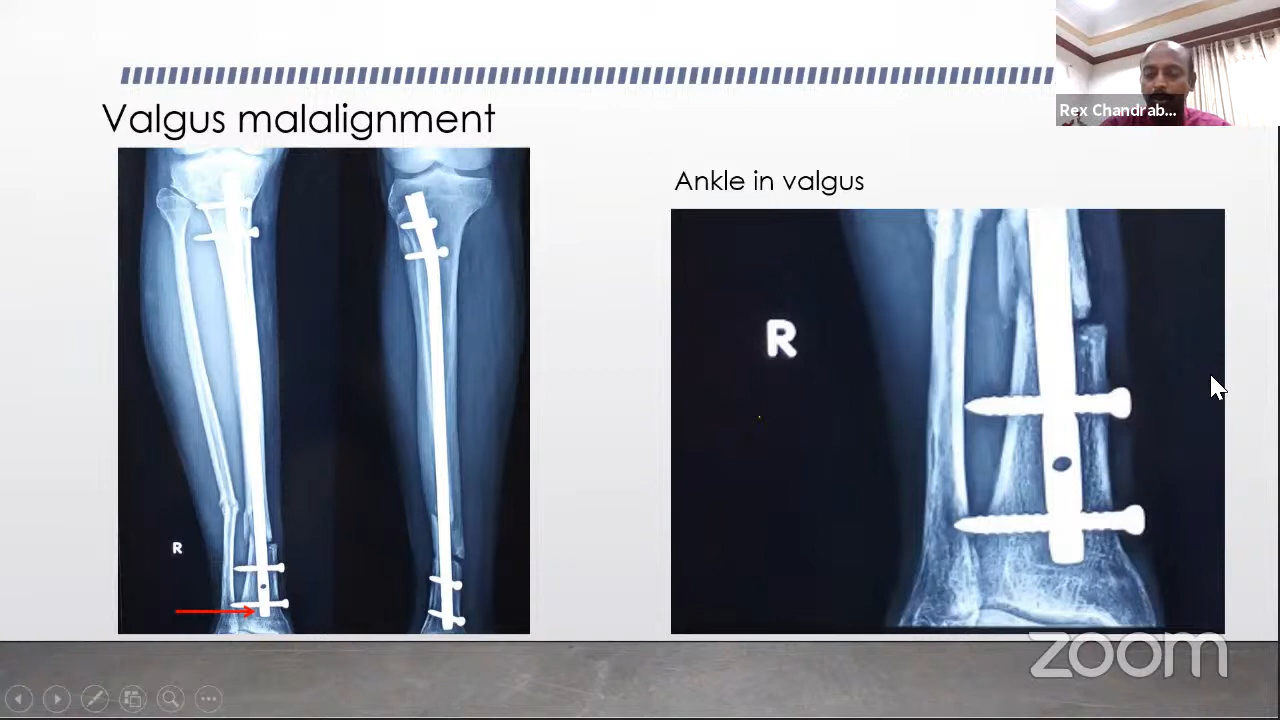 Rex Chandrab...
Valgus malalignment
Ankle in valgus
R
R
zoom